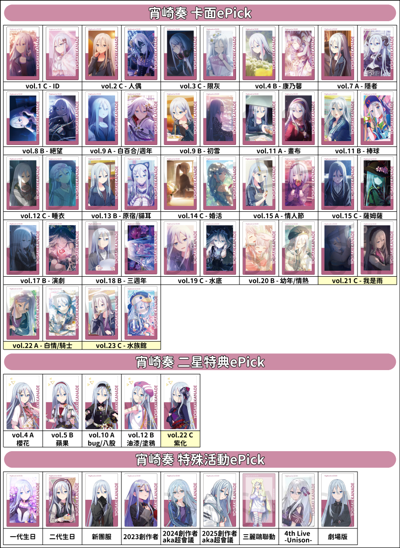 宵崎奏 卡面ePick
vol.1 C - ID
vol.2 C - 人偶
vol.3 C - 限灰
vol.4 B - 康乃馨
vol.7 A - 隱者
vol.8 B - 絕望
vol.9 A - 白百合/週年
vol.9 B - 初雪
vol.11 A - 畫布
vol.11 B - 棒球
vol.12 C - 睡衣
vol.13 B - 原宿/貓耳
vol.14 C - 婚活
vol.15 A - 情人節
vol.15 C - 薩姆薩
vol.17 B - 演劇
vol.18 B - 三週年
vol.19 C - 水底
vol.20 B - 幼年/情熱
vol.21 C - 我是雨
vol.22 A - 白情/騎士
vol.23 C - 水族館
宵崎奏 二星特典ePick
vol.4 A
櫻花
vol.5 B
蘋果
vol.10 A
bug/八股
vol.12 B
油漆/塗鴉
vol.22 C
紫化
宵崎奏 特殊活動ePick
一代生日
二代生日
新團服
2023創作者
2024創作者
aka超會議
2025創作者
aka超會議
三麗鷗聯動
4th Live
-Unison-
劇場版